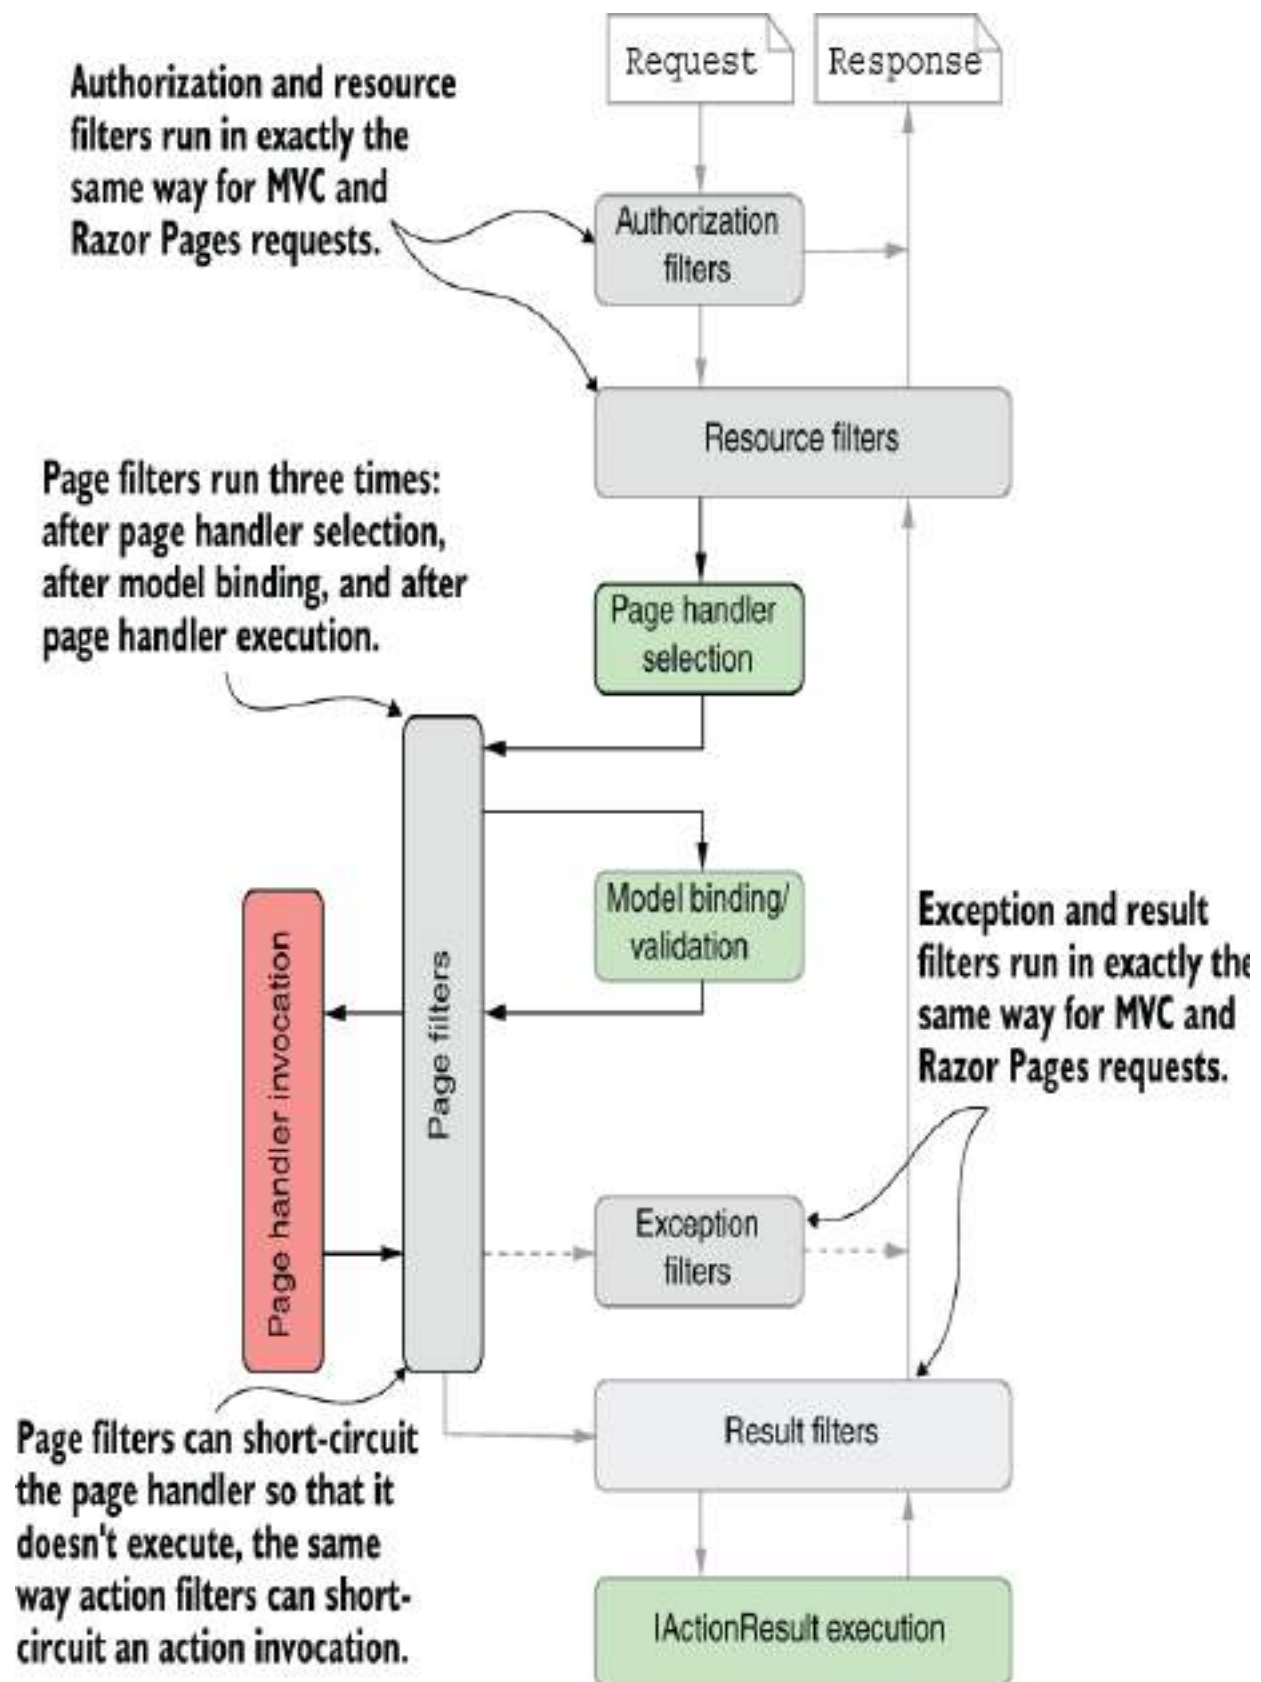 Request
Response
Authorization and resource
filters run in exactly the
same way for MVC and
Razor Pages requests.
Authorization
filters
Resource filters
Page filters run three times:
after page handler selection,
after model binding, and after
page handler execution.
Page handler
selection
Model binding/
validation
Page handler invocation
Page filters
Exception and result
filters run in exactly the
same way for MVC and
Razor Pages requests.
Exception
filters
Result filters
Page filters can short-circuit
the page handler so that it
doesn't execute, the same
way action filters can short-
circuit an action invocation.
IActionResult execution